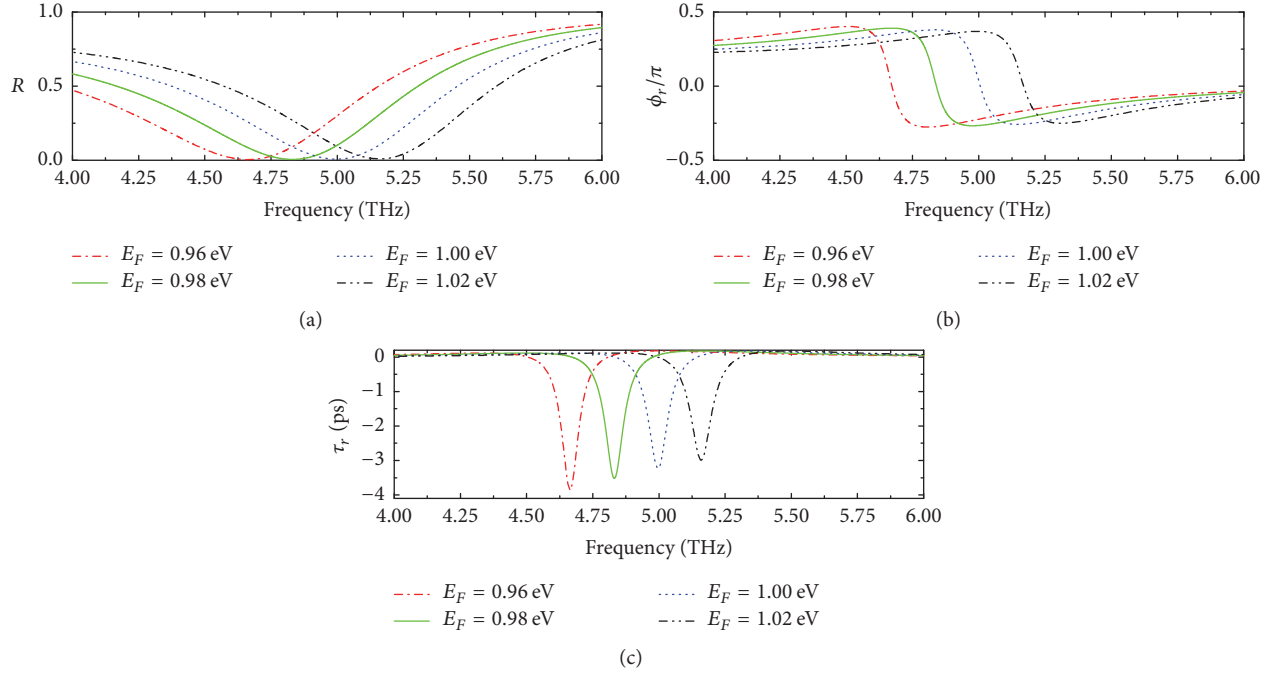 1.0
R 0.5
0.0
4.00 4.25 4.50 4.75 5.00 5.25 5.50 5.75 6.00
Frequency (THz)
E_F = 0.96 eV E_F = 1.00 eV
E_F = 0.98 eV E_F = 1.02 eV
(a)
0.5
ϕ_r/π 0.0
−0.5
4.00 4.25 4.50 4.75 5.00 5.25 5.50 5.75 6.00
Frequency (THz)
E_F = 0.96 eV E_F = 1.00 eV
E_F = 0.98 eV E_F = 1.02 eV
(b)
0
−1
τ_r (ps) −2
−3
−4
4.00 4.25 4.50 4.75 5.00 5.25 5.50 5.75 6.00
Frequency (THz)
E_F = 0.96 eV E_F = 1.00 eV
E_F = 0.98 eV E_F = 1.02 eV
(c)